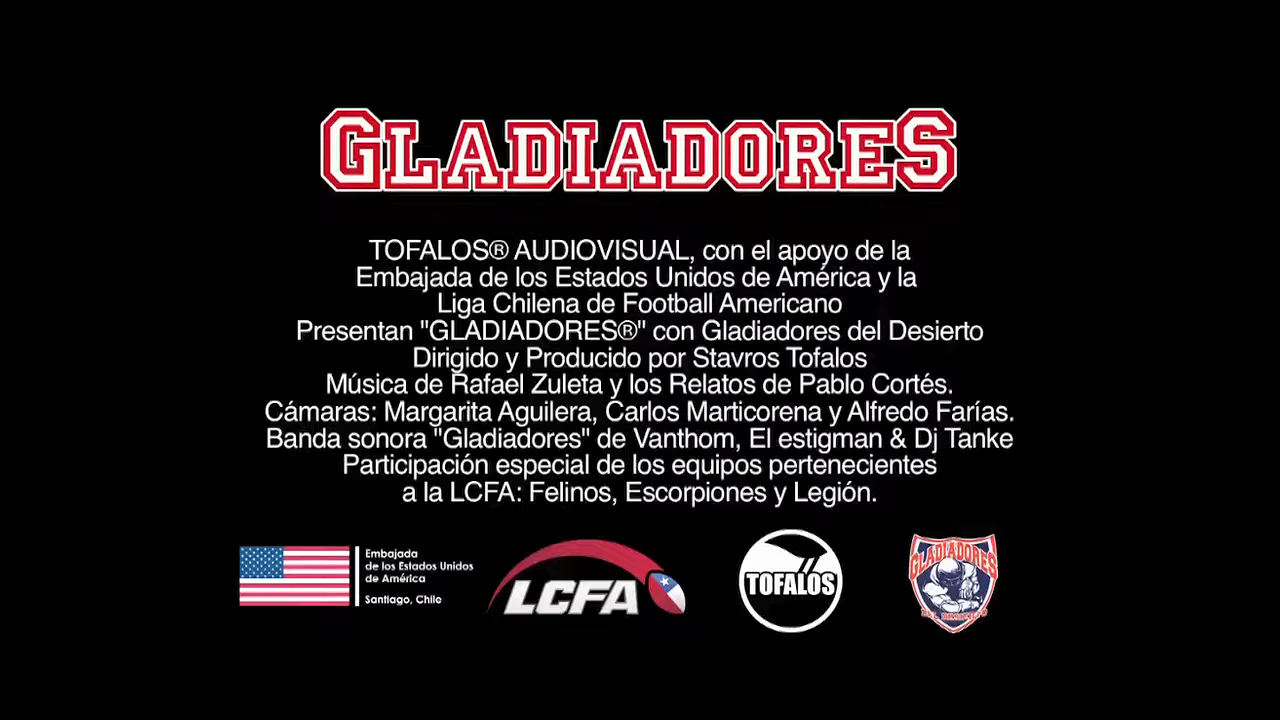 GLADIADORES
TOFALOS® AUDIOVISUAL, con el apoyo de la
Embajada de los Estados Unidos de América y la
Liga Chilena de Football Americano
Presentan "GLADIADORES®" con Gladiadores del Desierto
Dirigido y Producido por Stavros Tofalos
Música de Rafael Zuleta y los Relatos de Pablo Cortés.
Cámaras: Margarita Aguilera, Carlos Marticorena y Alfredo Farías.
Banda sonora "Gladiadores" de Vanthom, El estigman & Dj Tanke
Participación especial de los equipos pertenecientes
a la LCFA: Felinos, Escorpiones y Legión.
Embajada
de los Estados Unidos
de América
Santiago, Chile
LCFA
TOFALOS
GLADIADORES